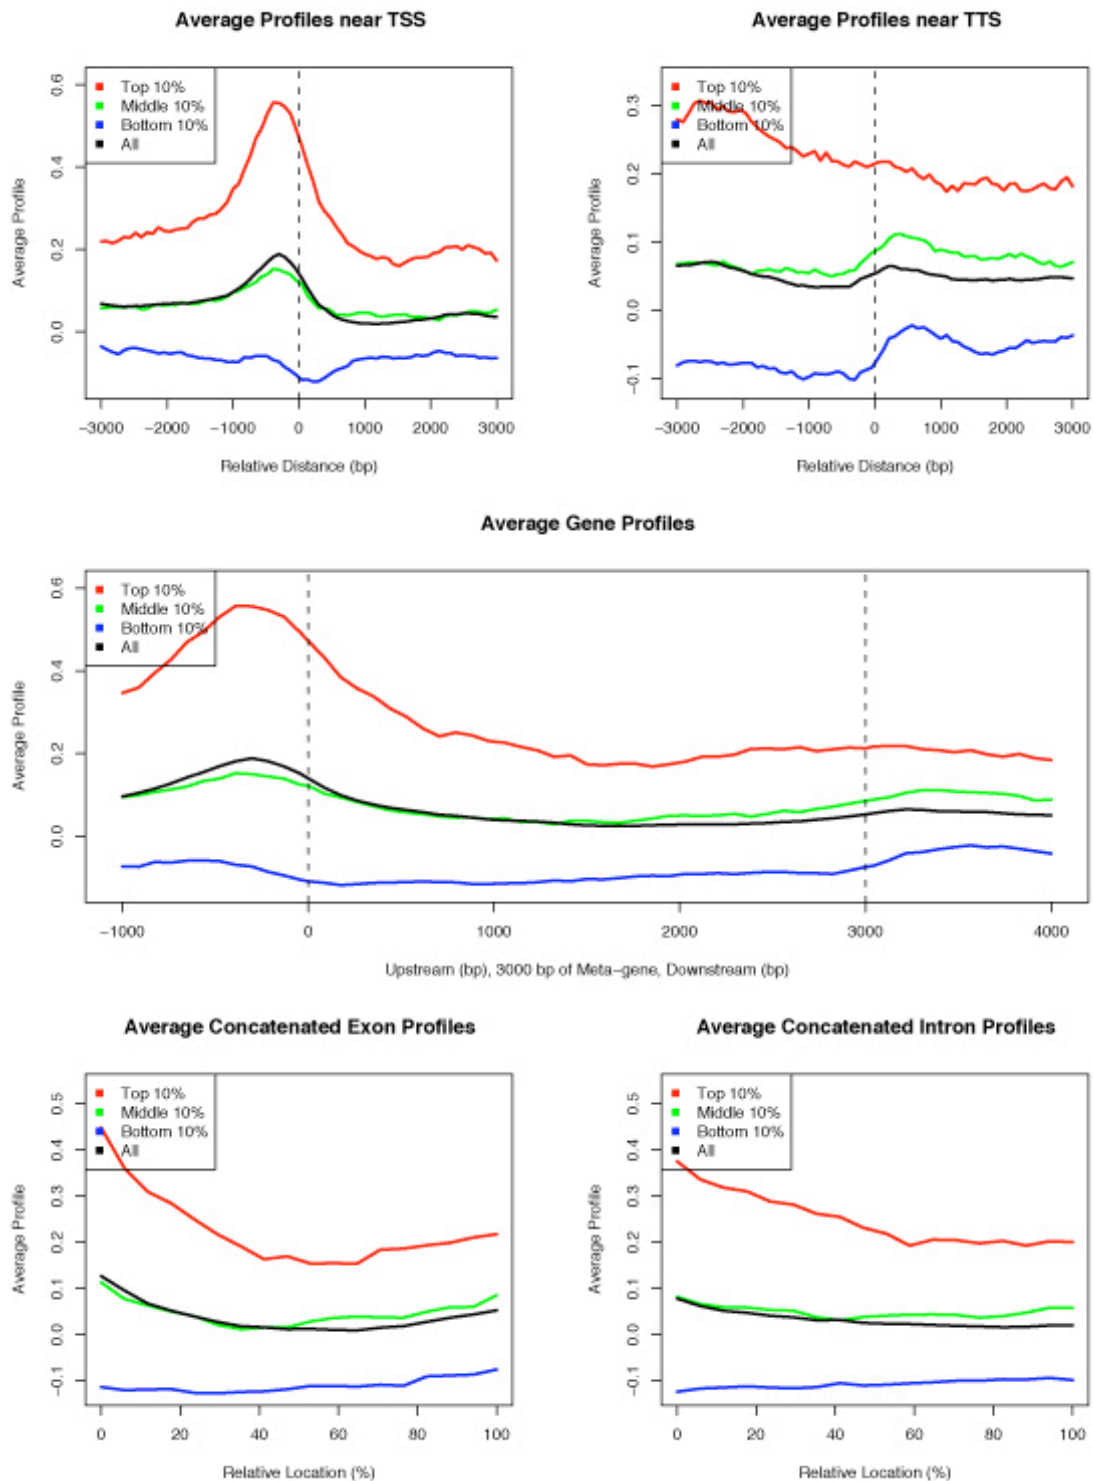 Average Profiles near TSS
Average Profile
0.0 0.2 0.4 0.6
Top 10%
Middle 10%
Bottom 10%
All
−3000 −2000 −1000 0 1000 2000 3000
Relative Distance (bp)
Average Profiles near TTS
Average Profile
−0.1 0.0 0.1 0.2 0.3
Top 10%
Middle 10%
Bottom 10%
All
−3000 −2000 −1000 0 1000 2000 3000
Relative Distance (bp)
Average Gene Profiles
Average Profile
0.0 0.2 0.4 0.6
Top 10%
Middle 10%
Bottom 10%
All
−1000 0 1000 2000 3000 4000
Upstream (bp), 3000 bp of Meta−gene, Downstream (bp)
Average Concatenated Exon Profiles
Average Profile
−0.1 0.0 0.1 0.2 0.3 0.4 0.5
Top 10%
Middle 10%
Bottom 10%
All
0 20 40 60 80 100
Relative Location (%)
Average Concatenated Intron Profiles
Average Profile
−0.1 0.0 0.1 0.2 0.3 0.4 0.5
Top 10%
Middle 10%
Bottom 10%
All
0 20 40 60 80 100
Relative Location (%)